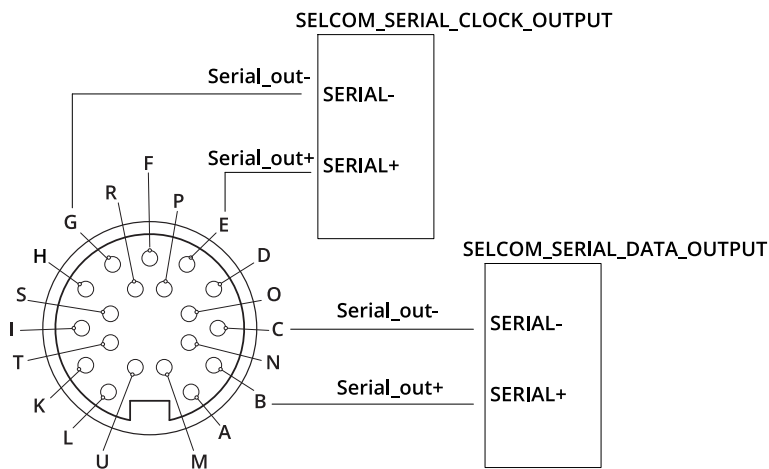 SELCOM_SERIAL_CLOCK_OUTPUT
Serial_out-
SERIAL-
Serial_out+
SERIAL+
F
R
P
G
E
H
D
S
O
I
C
T
N
K
B
L
A
U
M
SELCOM_SERIAL_DATA_OUTPUT
Serial_out-
SERIAL-
Serial_out+
SERIAL+